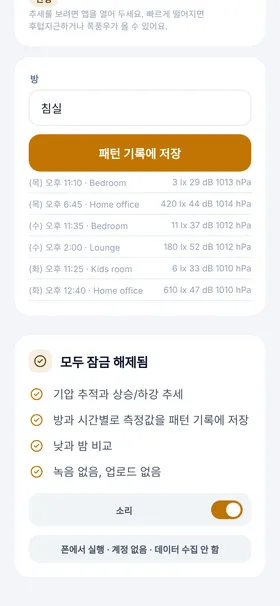 추세를 보려면 앱을 열어 두세요. 빠르게 떨어지면
후텁지근하거나 폭풍우가 올 수 있어요.
방
침실
패턴 기록에 저장
(목) 오후 11:10 · Bedroom 3 lx 29 dB 1013 hPa
(목) 오후 6:45 · Home office 420 lx 44 dB 1014 hPa
(수) 오후 11:35 · Bedroom 11 lx 37 dB 1012 hPa
(수) 오후 2:00 · Lounge 180 lx 52 dB 1012 hPa
(화) 오후 11:25 · Kids room 6 lx 33 dB 1010 hPa
(화) 오후 12:40 · Home office 610 lx 47 dB 1010 hPa
모두 잠금 해제됨
기압 추적과 상승/하강 추세
방과 시간별로 측정값을 패턴 기록에 저장
낮과 밤 비교
녹음 없음, 업로드 없음
소리
폰에서 실행 · 계정 없음 · 데이터 수집 안 함